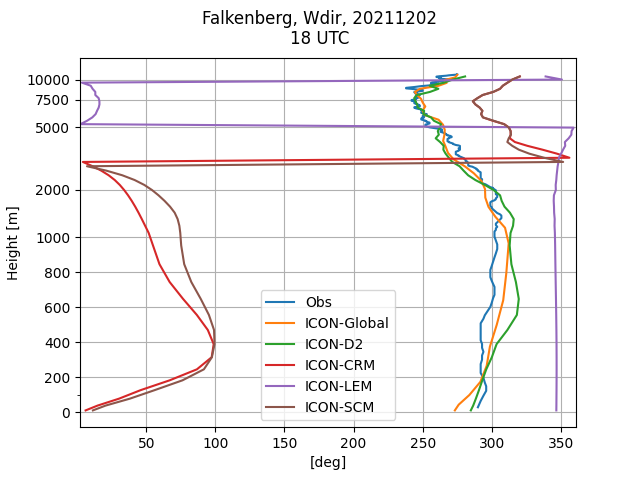 Falkenberg, Wdir, 20211202
18 UTC
Height [m]
10000
7500
5000
2000
1000
800
600
400
200
0
Obs
ICON-Global
ICON-D2
ICON-CRM
ICON-LEM
ICON-SCM
50 100 150 200 250 300 350
[deg]